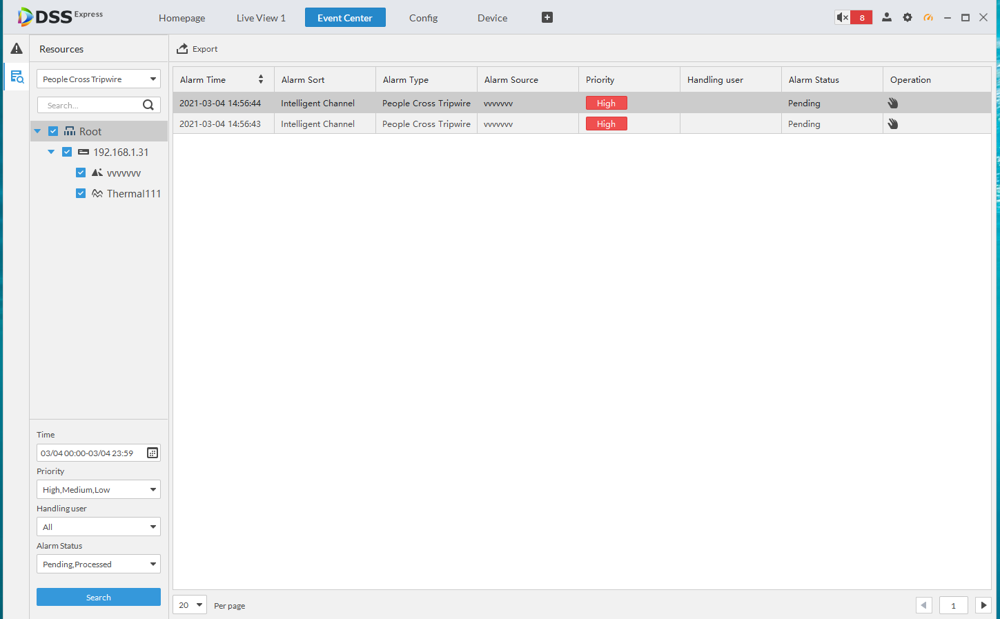 DSS Express
Homepage
Live View 1
Event Center
Config
Device
8
Resources
Export
People Cross Tripwire
Search...
Root
192.168.1.31
vvvvvvv
Thermal111
Alarm Time Alarm Sort Alarm Type Alarm Source Priority Handling user Alarm Status Operation
2021-03-04 14:56:44 Intelligent Channel People Cross Tripwire vvvvvvv High Pending
2021-03-04 14:56:43 Intelligent Channel People Cross Tripwire vvvvvvv High Pending
Time
03/04 00:00-03/04 23:59
Priority
High,Medium,Low
Handling user
All
Alarm Status
Pending,Processed
Search
20 Per page
1